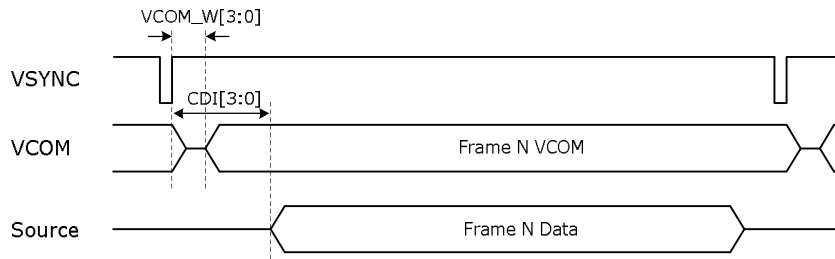 VCOM_W[3:0]
VSYNC
CDI[3:0]
VCOM
Frame N VCOM
Source
Frame N Data